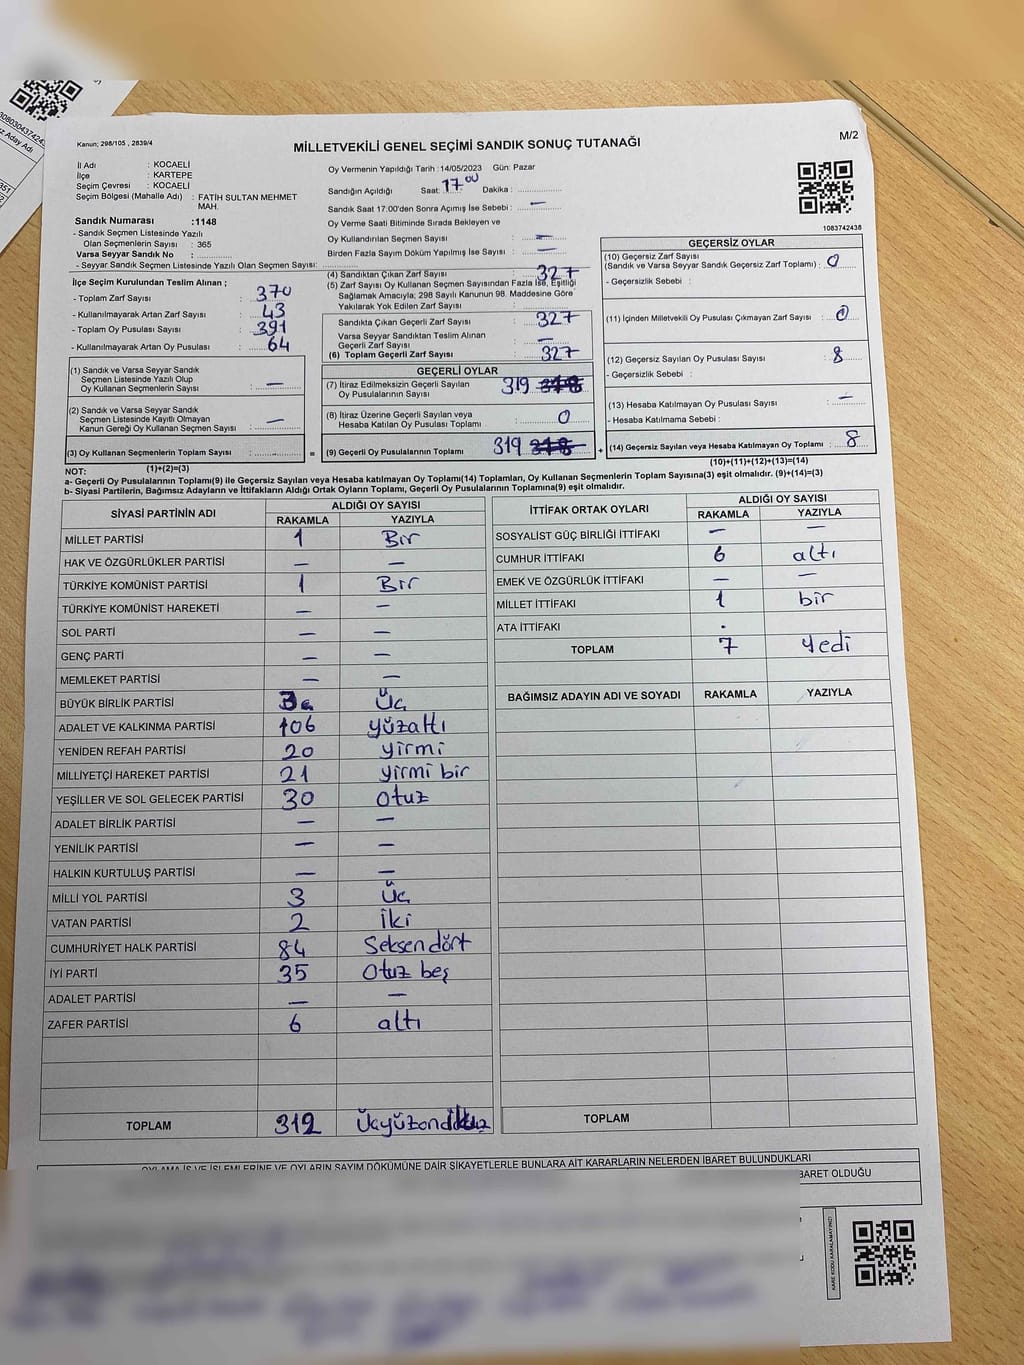 Kanun; 298/105 , 2839/4
MİLLETVEKİLİ GENEL SEÇİMİ SANDIK SONUÇ TUTANAĞI
M/2
İl Adı : KOCAELİ
İlçe : KARTEPE
Seçim Çevresi : KOCAELİ
Seçim Bölgesi (Mahalle Adı) : FATİH SULTAN MEHMET
MAH.
Sandık Numarası :1148
- Sandık Seçmen Listesinde Yazılı
Olan Seçmenlerin Sayısı : 365
Varsa Seyyar Sandık No :
- Seyyar Sandık Seçmen Listesinde Yazılı Olan Seçmen Sayısı:
Oy Vermenin Yapıldığı Tarih : 14/05/2023 Gün: Pazar
Sandığın Açıldığı Saat: 17 00 Dakika :
Sandık Saat 17:00'den Sonra Açımış İse Sebebi : —
Oy Verme Saati Bitiminde Sırada Bekleyen ve
Oy Kullandırılan Seçmen Sayısı : —
Birden Fazla Sayım Döküm Yapılmış İse Sayısı : —
1083742438
İlçe Seçim Kurulundan Teslim Alınan ;
- Toplam Zarf Sayısı : 370
- Kullanılmayarak Artan Zarf Sayısı : 43
- Toplam Oy Pusulası Sayısı : 391
- Kullanılmayarak Artan Oy Pusulası : 64
(4) Sandıktan Çıkan Zarf Sayısı : 327
(5) Zarf Sayısı Oy Kullanan Seçmen Sayısından Fazla İse, Eşitliği
Sağlamak Amacıyla; 298 Sayılı Kanunun 98. Maddesine Göre
Yakılarak Yok Edilen Zarf Sayısı :
Sandıkta Çıkan Geçerli Zarf Sayısı : 327
Varsa Seyyar Sandıktan Teslim Alınan
Geçerli Zarf Sayısı : —
(6) Toplam Geçerli Zarf Sayısı : 327
(1) Sandık ve Varsa Seyyar Sandık
Seçmen Listesinde Yazılı Olup
Oy Kullanan Seçmenlerin Sayısı : —
(2) Sandık ve Varsa Seyyar Sandık
Seçmen Listesinde Kayıtlı Olmayan
Kanun Gereği Oy Kullanan Seçmen Sayısı : —
(3) Oy Kullanan Seçmenlerin Toplam Sayısı :
GEÇERLİ OYLAR
(7) İtiraz Edilmeksizin Geçerli Sayılan
Oy Pusulalarının Sayısı : 319
(8) İtiraz Üzerine Geçerli Sayılan veya
Hesaba Katılan Oy Pusulası Toplamı : 0
= (9) Geçerli Oy Pusulalarının Toplamı : 319 +
GEÇERSİZ OYLAR
(10) Geçersiz Zarf Sayısı
(Sandık ve Varsa Seyyar Sandık Geçersiz Zarf Toplamı) : 0
- Geçersizlik Sebebi :
(11) İçinden Milletvekili Oy Pusulası Çıkmayan Zarf Sayısı : 0
(12) Geçersiz Sayılan Oy Pusulası Sayısı : 8
- Geçersizlik Sebebi :
(13) Hesaba Katılmayan Oy Pusulası Sayısı : —
- Hesaba Katılmama Sebebi :
(14) Geçersiz Sayılan veya Hesaba Katılmayan Oy Toplamı : 8
NOT: (1)+(2)=(3)
(10)+(11)+(12)+(13)=(14)
a- Geçerli Oy Pusulalarının Toplamı(9) ile Geçersiz Sayılan veya Hesaba katılmayan Oy Toplamı(14) Toplamları, Oy Kullanan Seçmenlerin Toplam Sayısına(3) eşit olmalıdır. (9)+(14)=(3)
b- Siyasi Partilerin, Bağımsız Adayların ve İttifakların Aldığı Ortak Oyların Toplamı, Geçerli Oy Pusulalarının Toplamına(9) eşit olmalıdır.
SİYASİ PARTİNİN ADI ALDIĞI OY SAYISI
RAKAMLA YAZIYLA
MİLLET PARTİSİ 1 Bir
HAK VE ÖZGÜRLÜKLER PARTİSİ — —
TÜRKİYE KOMÜNİST PARTİSİ 1 Bir
TÜRKİYE KOMÜNİST HAREKETİ — —
SOL PARTİ — —
GENÇ PARTİ — —
MEMLEKET PARTİSİ — —
BÜYÜK BİRLİK PARTİSİ 3 Üç
ADALET VE KALKINMA PARTİSİ 106 yüzaltı
YENİDEN REFAH PARTİSİ 20 yirmi
MİLLİYETÇİ HAREKET PARTİSİ 21 yirmi bir
YEŞİLLER VE SOL GELECEK PARTİSİ 30 otuz
ADALET BİRLİK PARTİSİ — —
YENİLİK PARTİSİ — —
HALKIN KURTULUŞ PARTİSİ — —
MİLLİ YOL PARTİSİ 3 Üç
VATAN PARTİSİ 2 İki
CUMHURİYET HALK PARTİSİ 84 Seksendört
İYİ PARTİ 35 Otuz beş
ADALET PARTİSİ — —
ZAFER PARTİSİ 6 altı
TOPLAM 312
İTTİFAK ORTAK OYLARI ALDIĞI OY SAYISI
RAKAMLA YAZIYLA
SOSYALİST GÜÇ BİRLİĞİ İTTİFAKI — —
CUMHUR İTTİFAKI 6 altı
EMEK VE ÖZGÜRLÜK İTTİFAKI — —
MİLLET İTTİFAKI 1 bir
ATA İTTİFAKI .
TOPLAM 7 Yedi
BAĞIMSIZ ADAYIN ADI VE SOYADI RAKAMLA YAZIYLA
TOPLAM
OYLAMA İŞ VE İŞLEMLERİNE VE OYLARIN SAYIM DÖKÜMÜNE DAİR ŞİKAYETLERLE BUNLARA AİT KARARLARIN NELERDEN İBARET BULUNDUKLARI
BARET OLDUĞU
KARE KODU KARALAMAYINIZ!